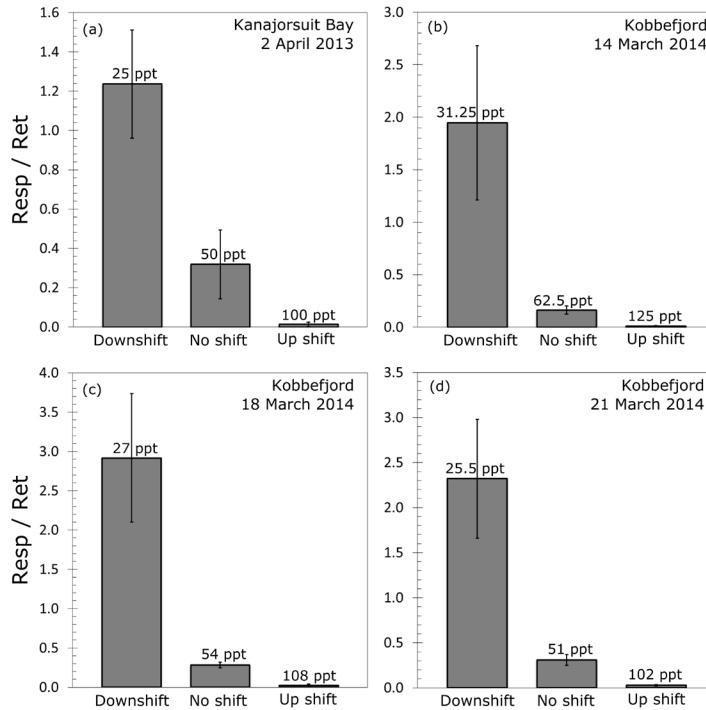 (a)
Kanajorsuit Bay
2 April 2013
Resp / Ret
1.6
1.4
1.2
1.0
0.8
0.6
0.4
0.2
0.0
25 ppt
50 ppt
100 ppt
Downshift No shift Up shift
(b)
Kobbefjord
14 March 2014
3.0
2.5
2.0
1.5
1.0
0.5
0.0
31.25 ppt
62.5 ppt
125 ppt
Downshift No shift Up shift
(c)
Kobbefjord
18 March 2014
Resp / Ret
4.0
3.5
3.0
2.5
2.0
1.5
1.0
0.5
0.0
27 ppt
54 ppt
108 ppt
Downshift No shift Up shift
(d)
Kobbefjord
21 March 2014
3.5
3.0
2.5
2.0
1.5
1.0
0.5
0.0
25.5 ppt
51 ppt
102 ppt
Downshift No shift Up shift